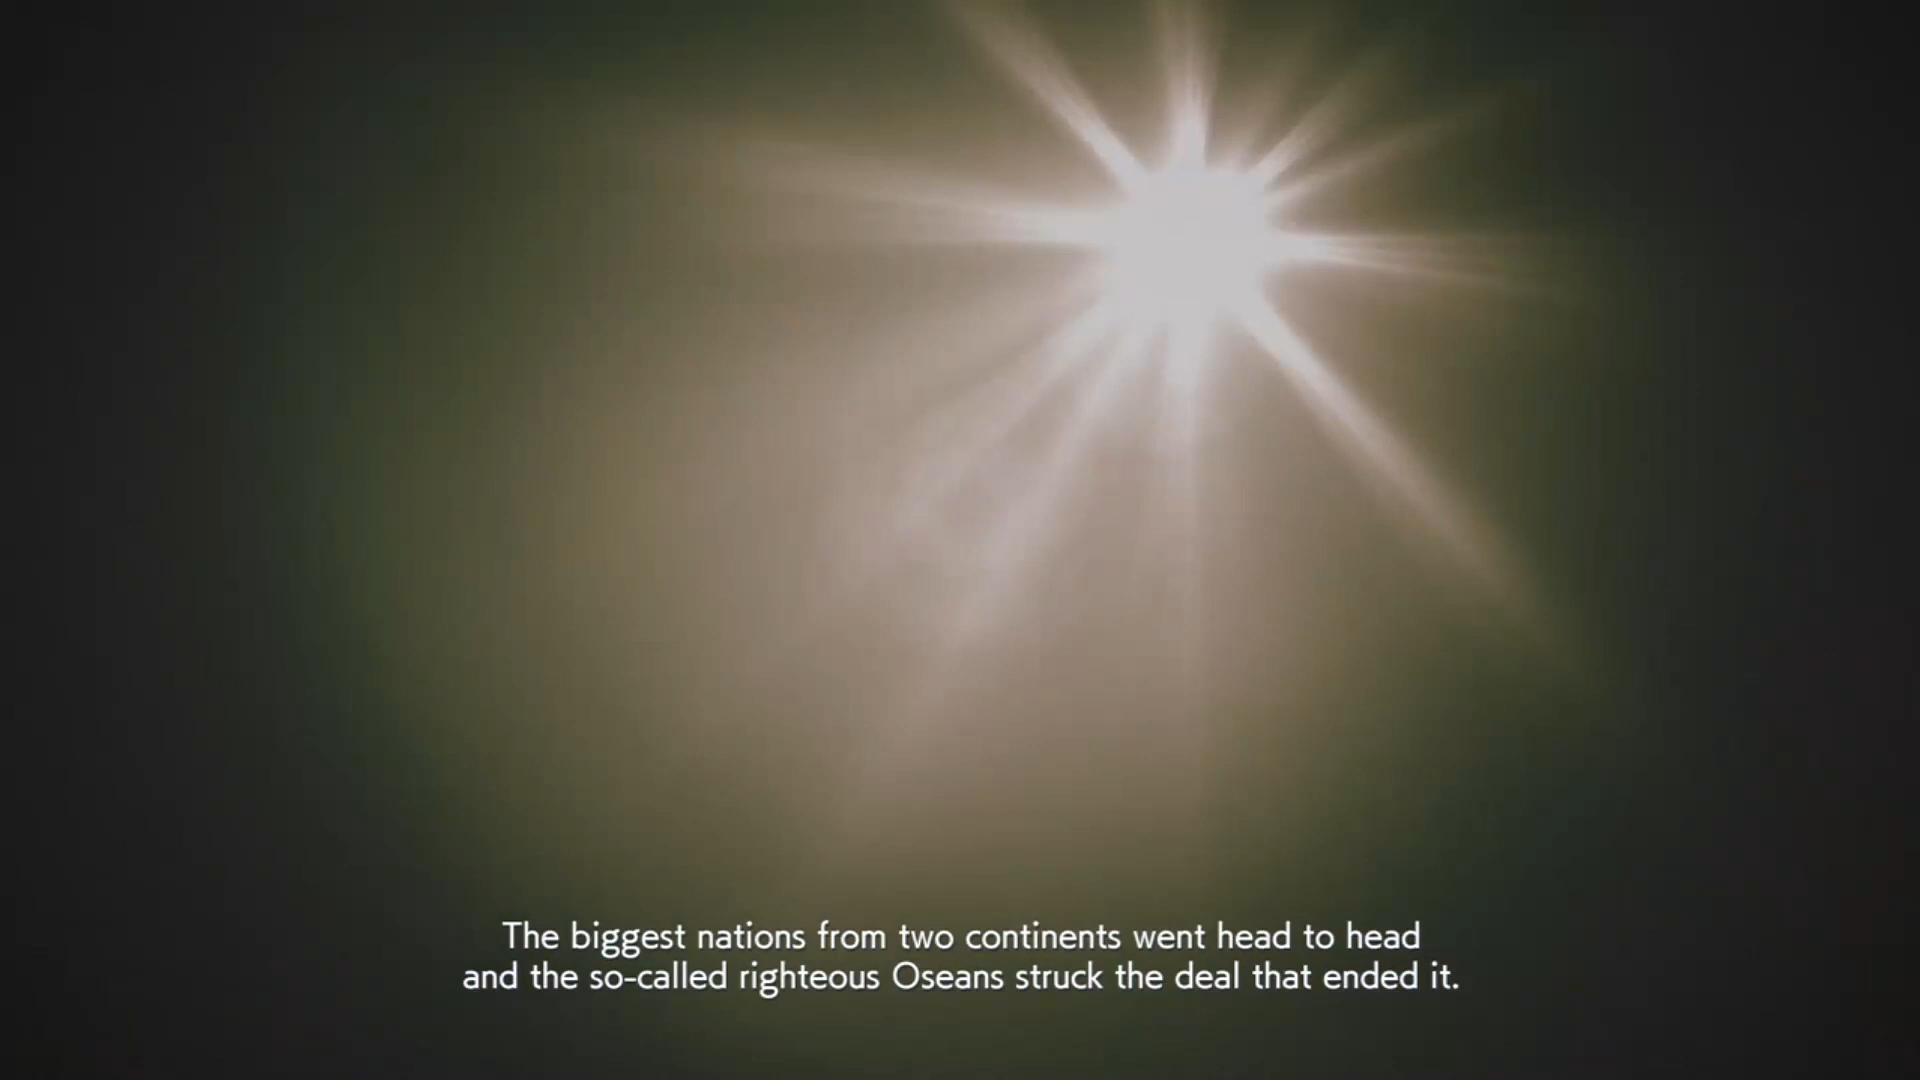 The biggest nations from two continents went head to head
and the so-called righteous Oseans struck the deal that ended it.